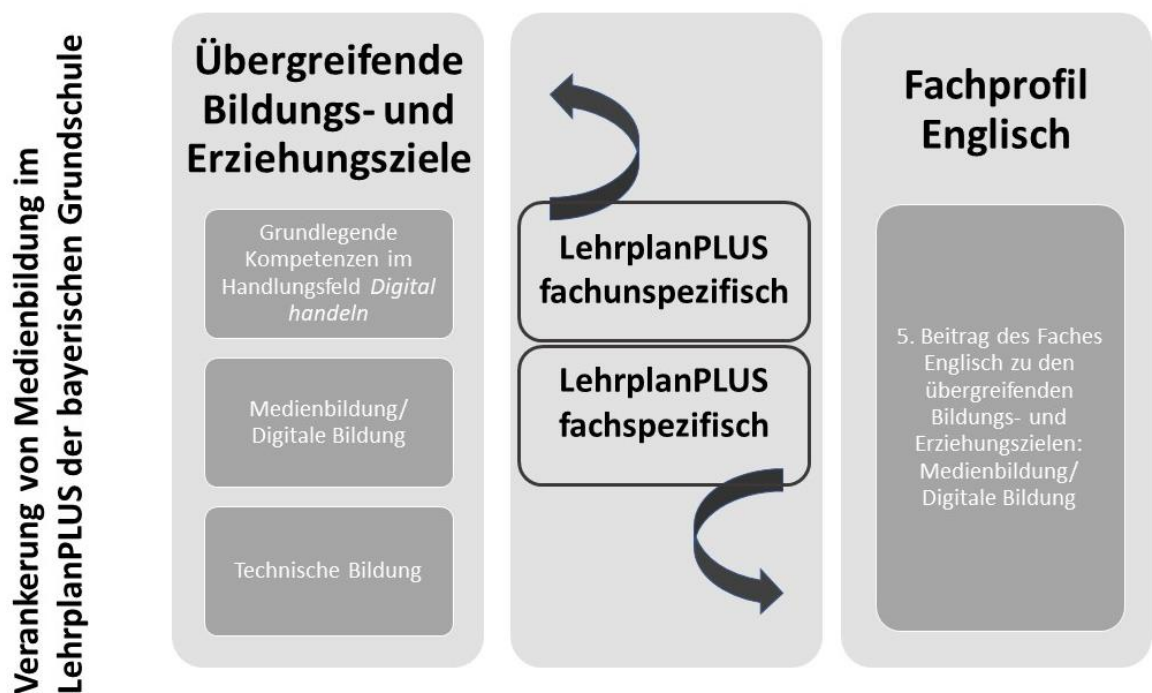 Verankerung von Medienbildung im
LehrplanPLUS der bayerischen Grundschule
Übergreifende
Bildungs- und
Erziehungsziele
Grundlegende
Kompetenzen im
Handlungsfeld Digital
handeln
Medienbildung/
Digitale Bildung
Technische Bildung
LehrplanPLUS
fachunspezifisch
LehrplanPLUS
fachspezifisch
Fachprofil
Englisch
5. Beitrag des Faches
Englisch zu den
übergreifenden
Bildungs- und
Erziehungszielen:
Medienbildung/
Digitale Bildung